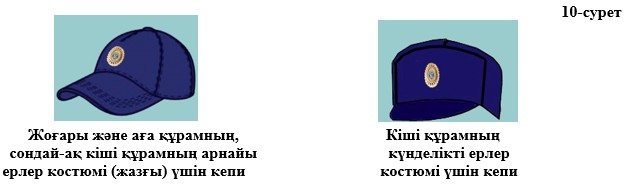 10-сурет
Жоғары және аға құрамның,
сондай-ақ кіші құрамның арнайы
ерлер костюмі (жазғы) үшін кепи
Кіші құрамның
күнделікті ерлер
костюмі үшін кепи